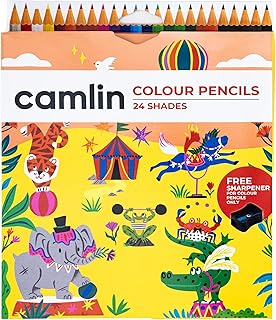 camlin
COLOUR PENCILS
24 SHADES
FREE
SHARPENER
FOR COLOUR
PENCILS
ONLY